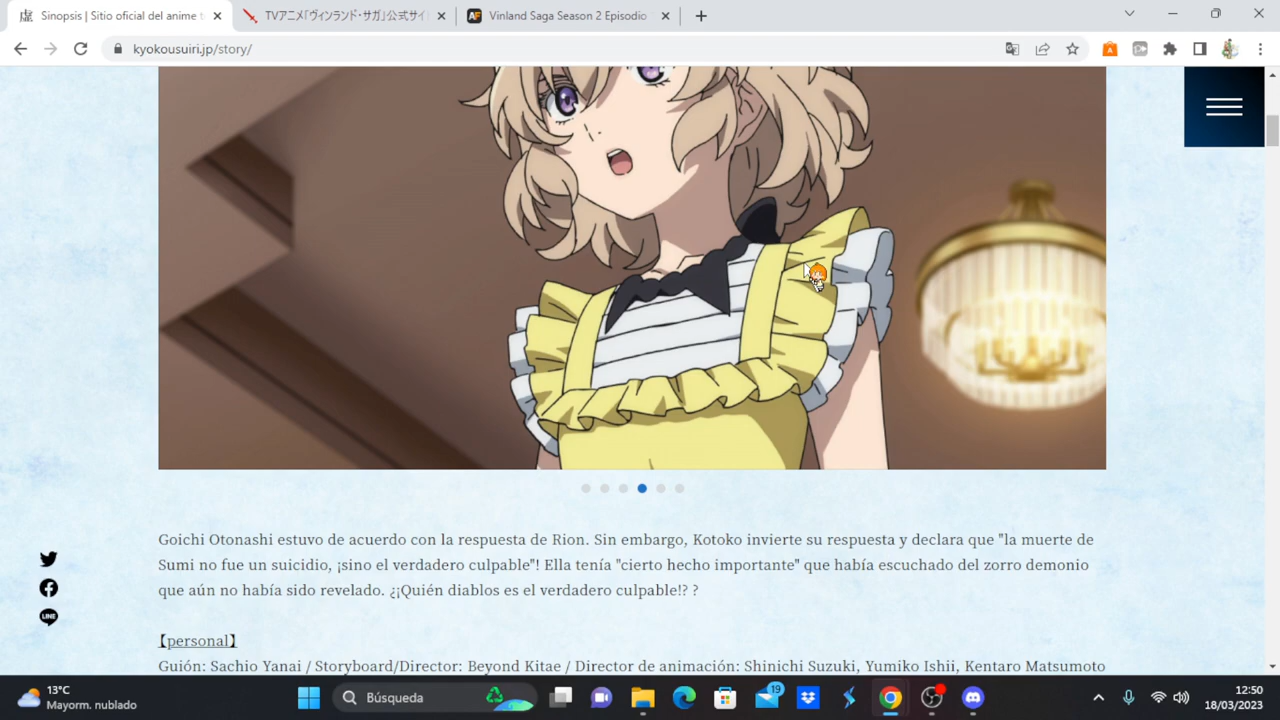 虚 Sinopsis | Sitio oficial del anime t
TVアニメ「ヴィンランド・サガ」公式サイ
AF Vinland Saga Season 2 Episodio
kyokousuiri.jp/story/
Goichi Otonashi estuvo de acuerdo con la respuesta de Rion. Sin embargo, Kotoko invierte su respuesta y declara que "la muerte de
Sumi no fue un suicidio, ¡sino el verdadero culpable"! Ella tenía "cierto hecho importante" que había escuchado del zorro demonio
que aún no había sido revelado. ¿¡Quién diablos es el verdadero culpable!? ?
LINE
【personal】
Guión: Sachio Yanai / Storyboard/Director: Beyond Kitae / Director de animación: Shinichi Suzuki, Yumiko Ishii, Kentaro Matsumoto
13°C
Mayorm. nublado
Búsqueda
19
12:50
18/03/2023